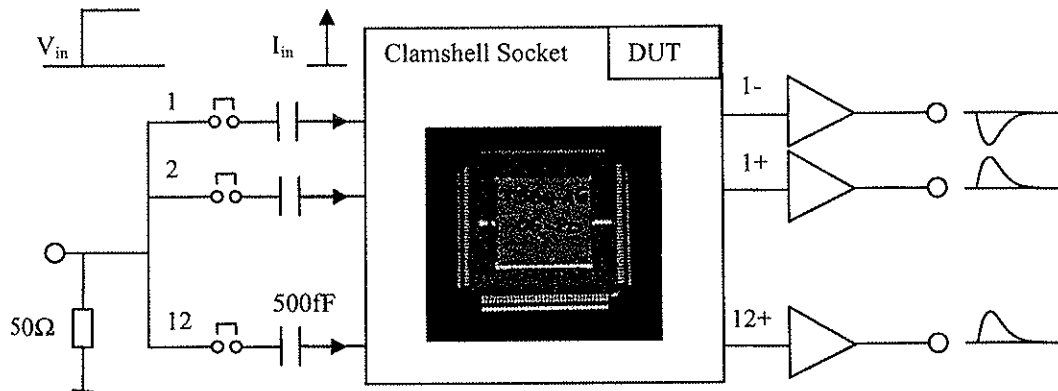 V_in
I_in
Clamshell Socket
DUT
1
1-
2
1+
50Ω
12
500fF
12+